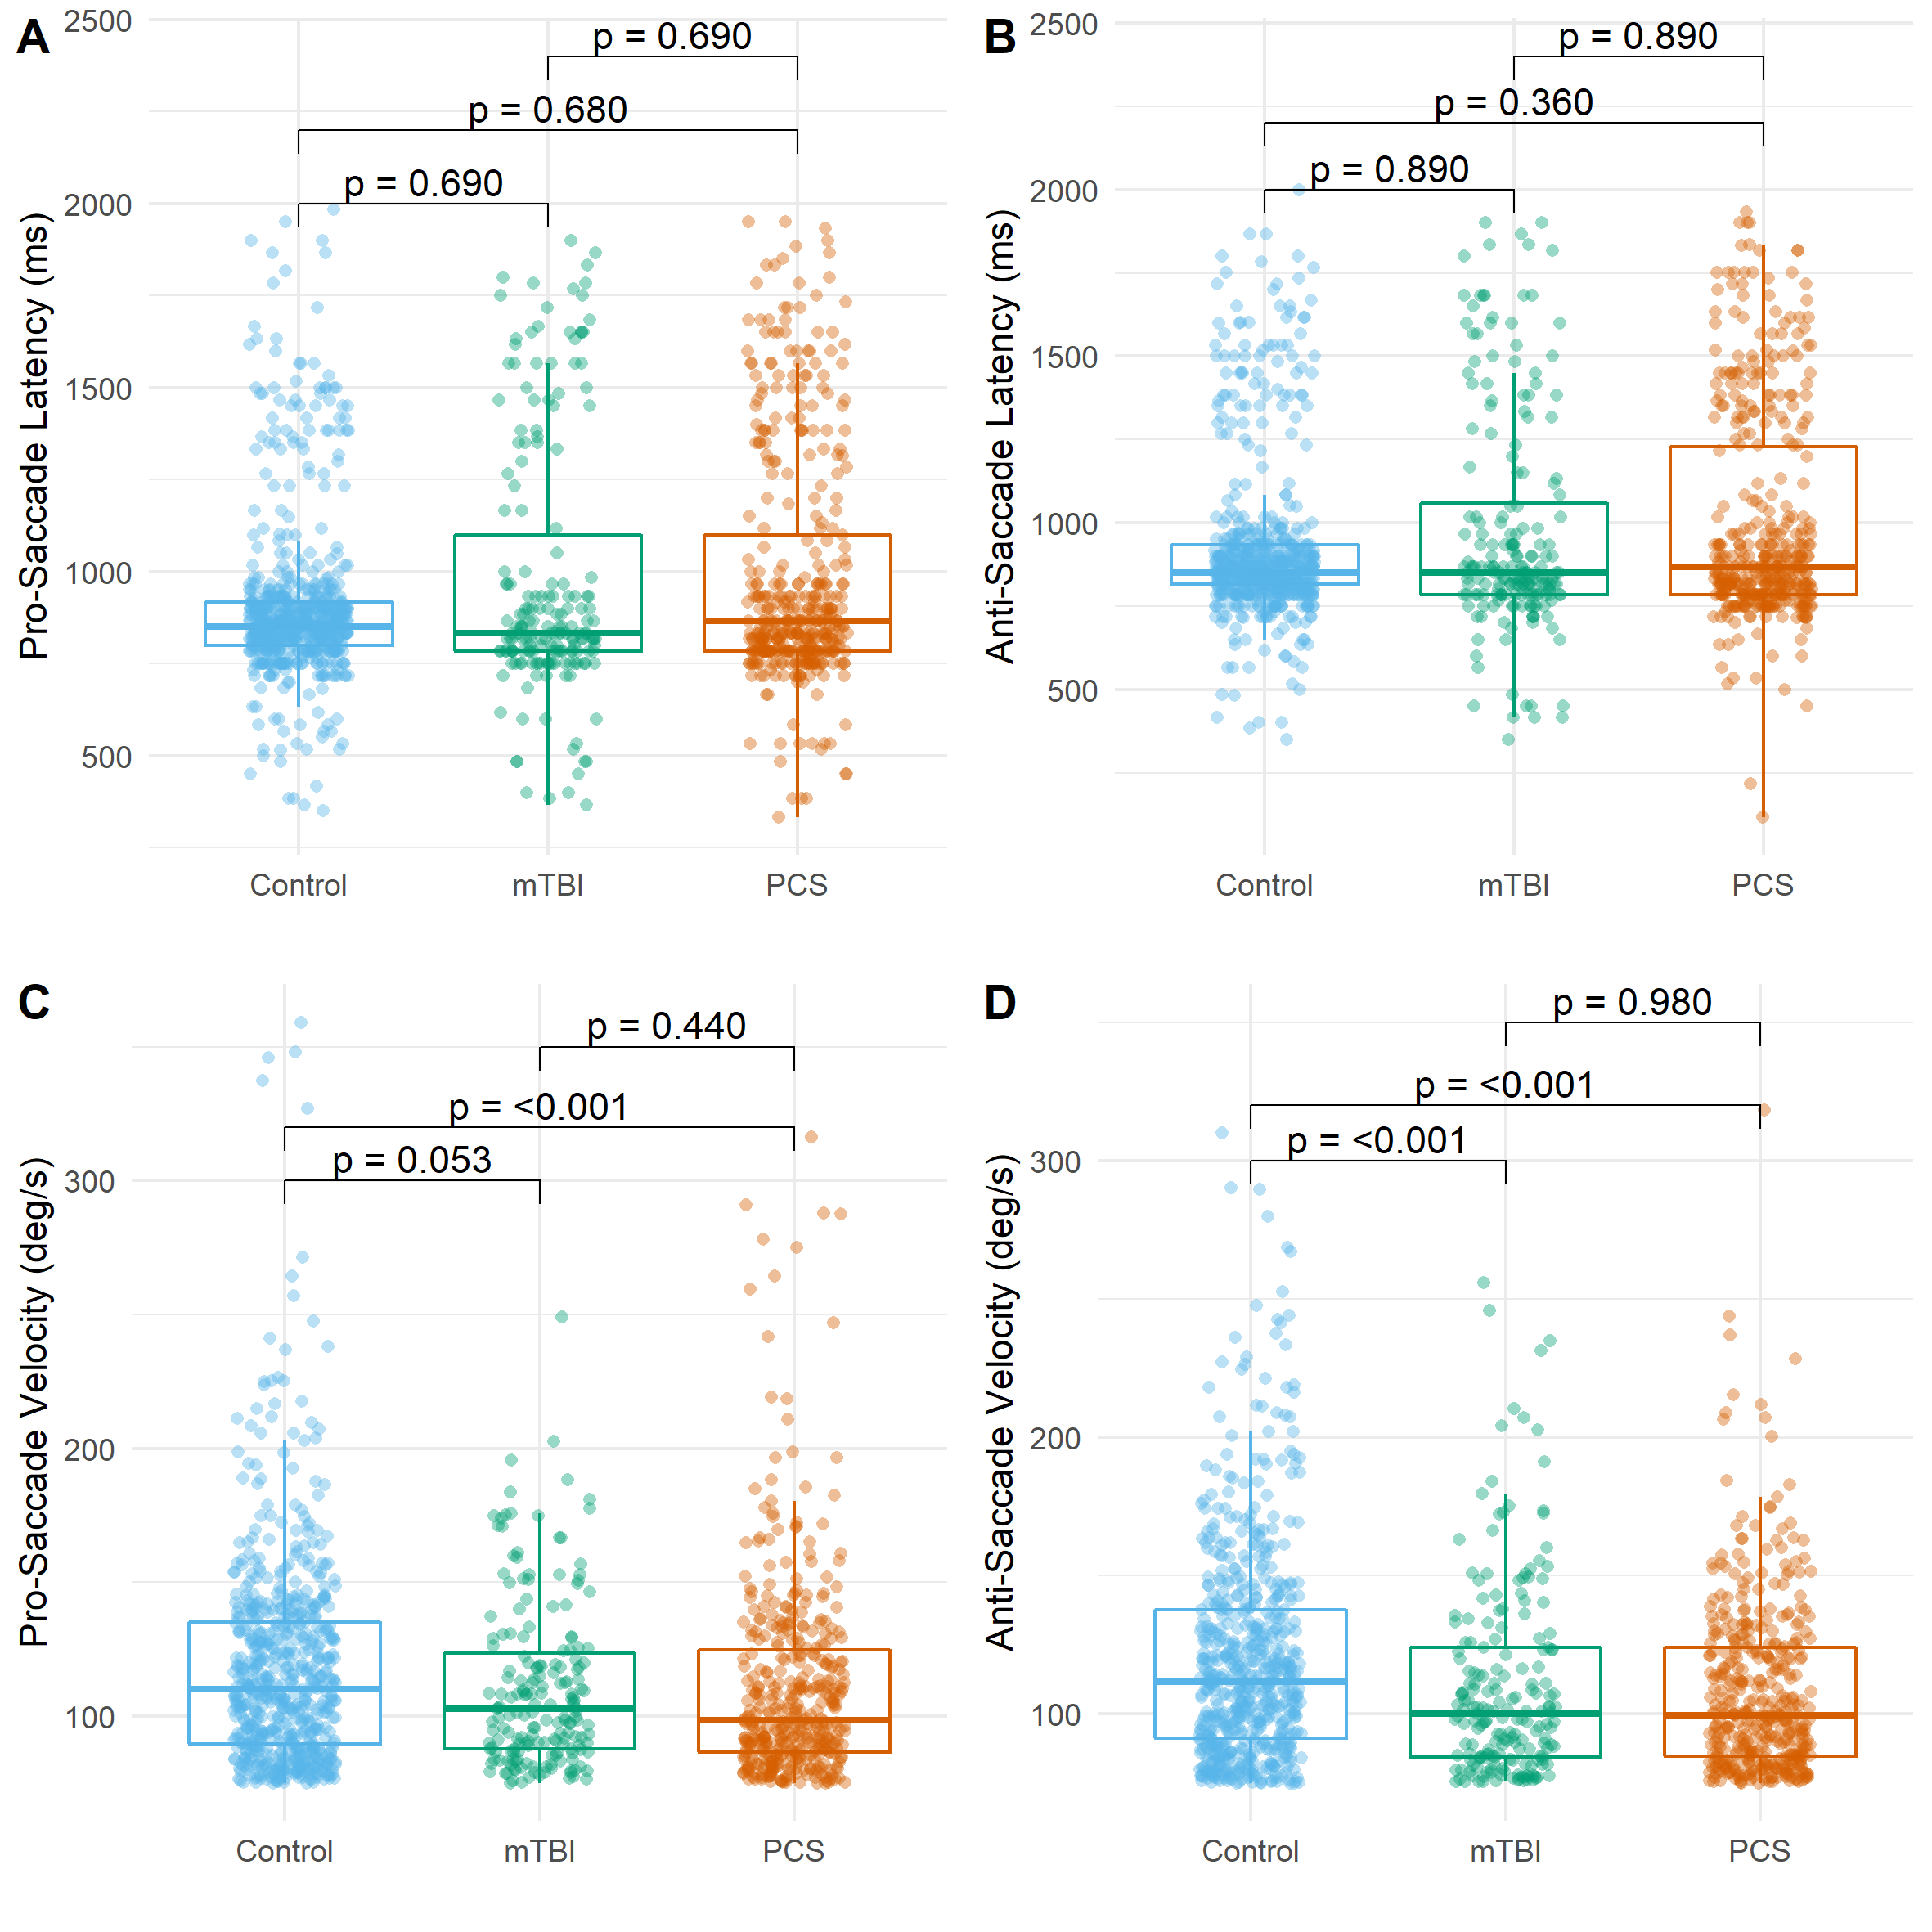 A
Pro-Saccade Latency (ms)
2500
2000
1500
1000
500
p = 0.690
p = 0.680
p = 0.690
Control
mTBI
PCS
B
Anti-Saccade Latency (ms)
2500
2000
1500
1000
500
p = 0.890
p = 0.360
p = 0.890
Control
mTBI
PCS
C
Pro-Saccade Velocity (deg/s)
300
200
100
p = 0.440
p = <0.001
p = 0.053
Control
mTBI
PCS
D
Anti-Saccade Velocity (deg/s)
300
200
100
p = 0.980
p = <0.001
p = <0.001
Control
mTBI
PCS